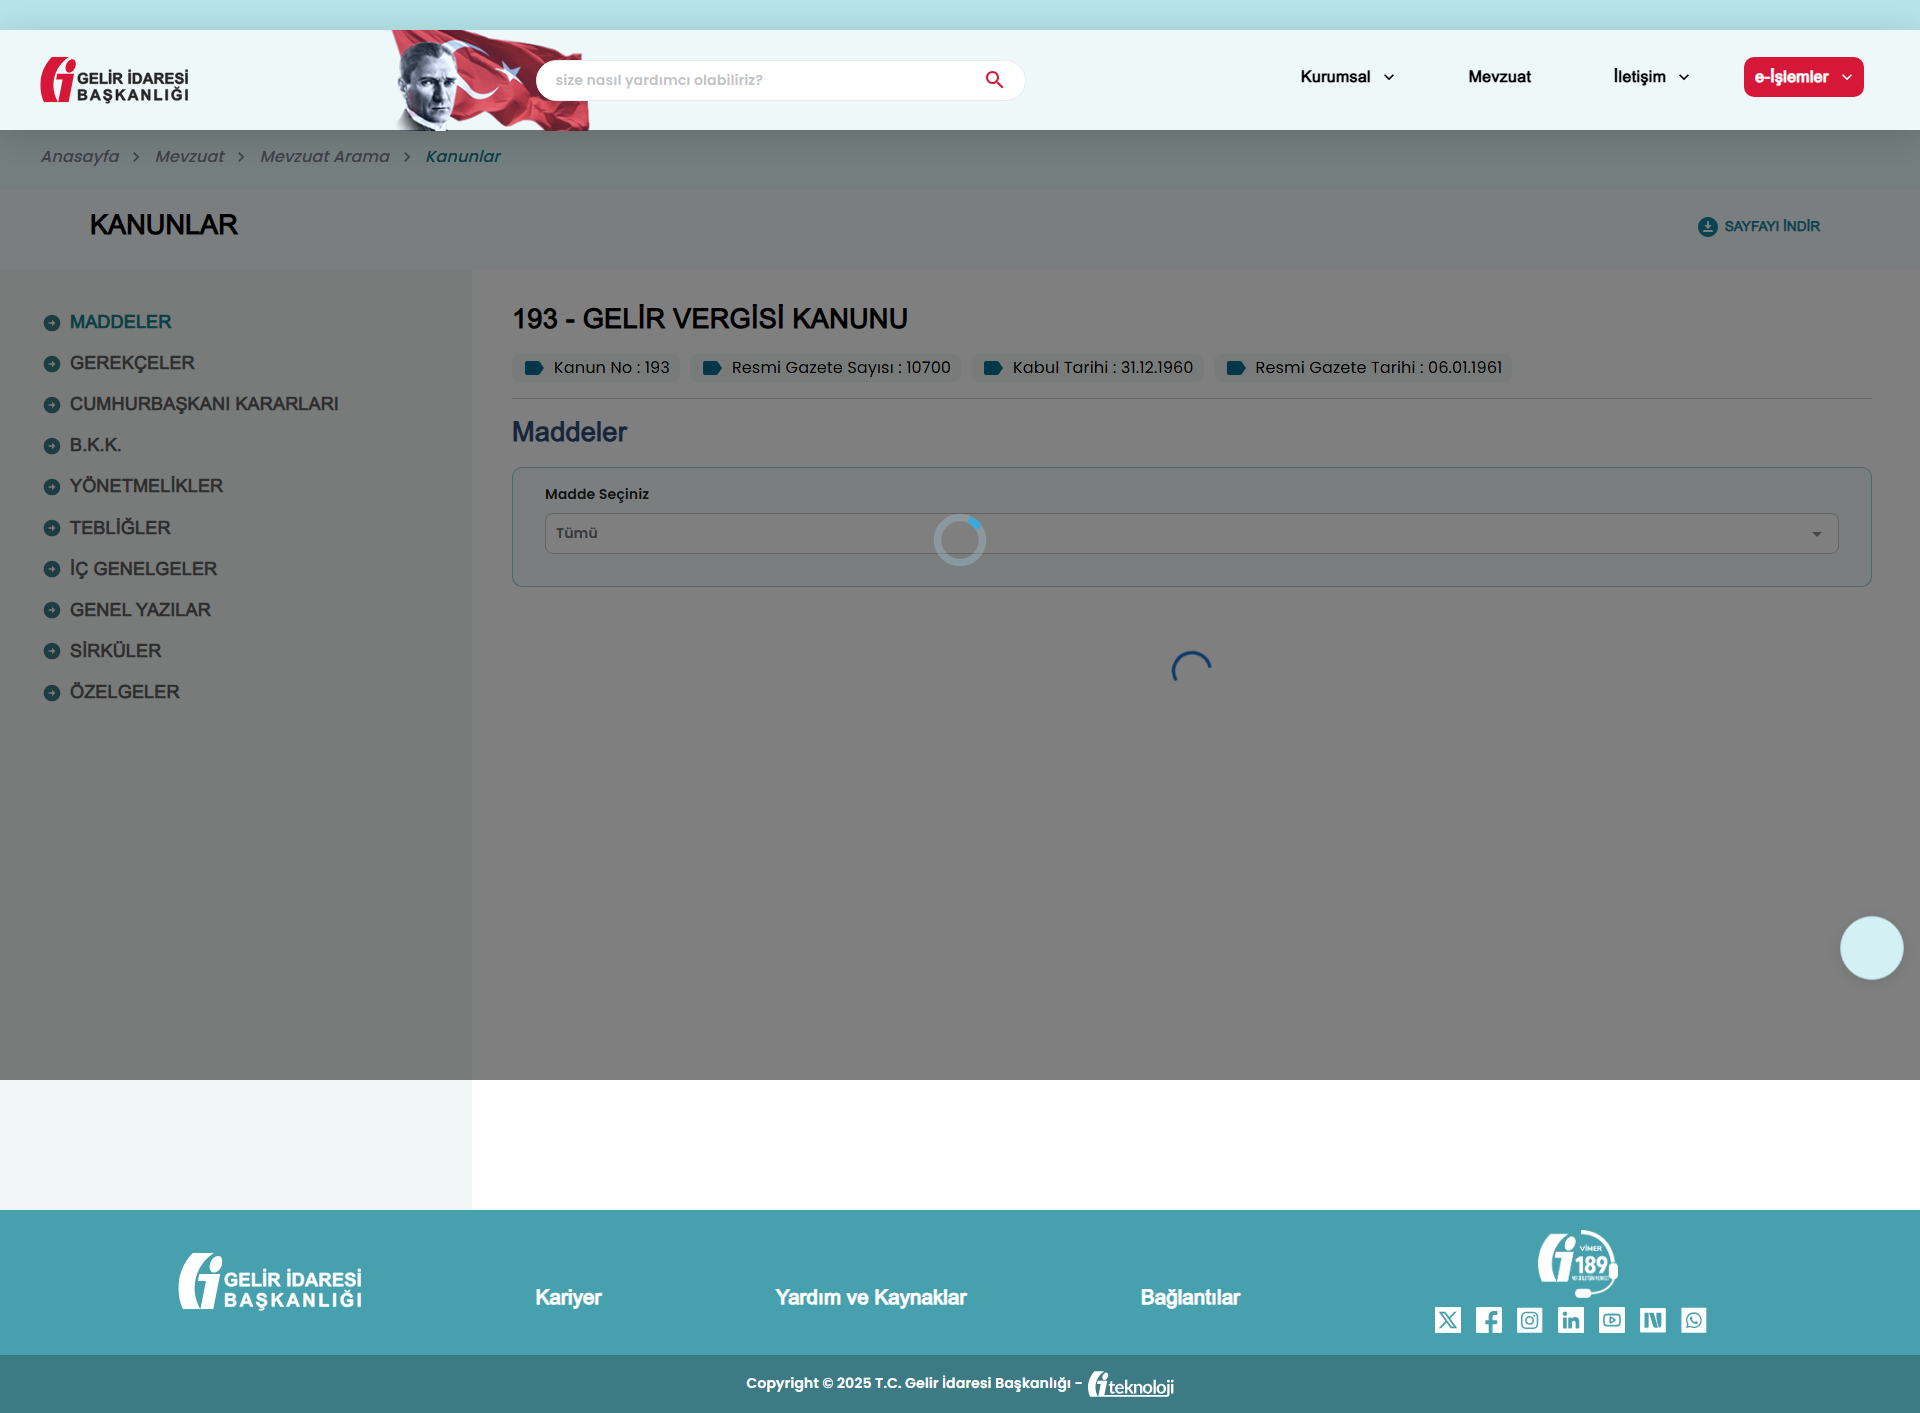 GELİR İDARESİ
BAŞKANLIĞI
size nasıl yardımcı olabiliriz?
Kurumsal
Mevzuat
İletişim
e-İşlemler
Anasayfa > Mevzuat > Mevzuat Arama > Kanunlar
KANUNLAR
SAYFAYI İNDİR
MADDELER
GEREKÇELER
CUMHURBAŞKANI KARARLARI
B.K.K.
YÖNETMELİKLER
TEBLİĞLER
İÇ GENELGELER
GENEL YAZILAR
SİRKÜLER
ÖZELGELER
193 - GELİR VERGİSİ KANUNU
Kanun No : 193
Resmi Gazete Sayısı : 10700
Kabul Tarihi : 31.12.1960
Resmi Gazete Tarihi : 06.01.1961
Maddeler
Madde Seçiniz
Tümü
GELİR İDARESİ
BAŞKANLIĞI
Kariyer
Yardım ve Kaynaklar
Bağlantılar
VİMER
189
Copyright © 2025 T.C. Gelir İdaresi Başkanlığı - teknoloji